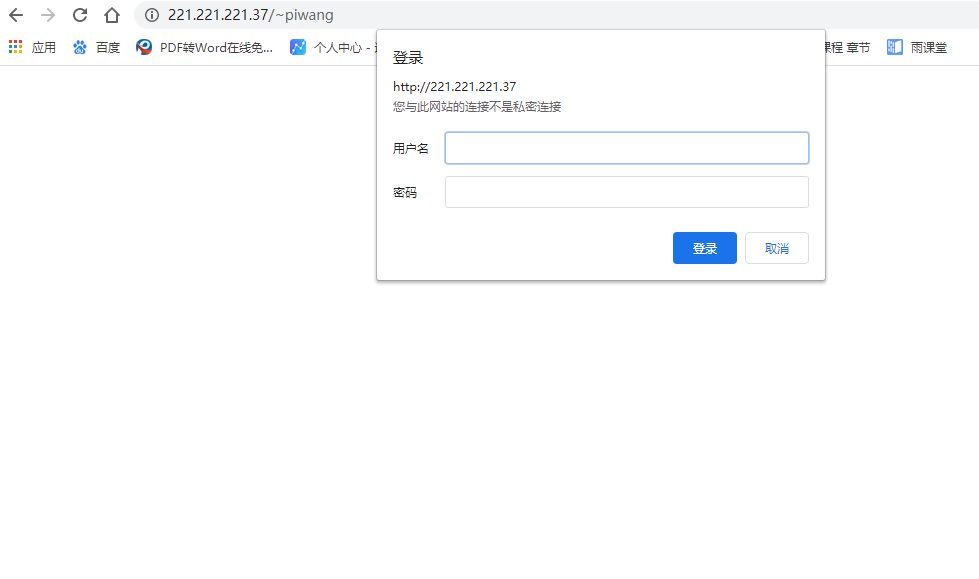 221.221.221.37/~piwang
应用 百度 PDF转Word在线免... 个人中心 - 课程 章节 雨课堂
登录
http://221.221.221.37
您与此网站的连接不是私密连接
用户名
密码
登录 取消